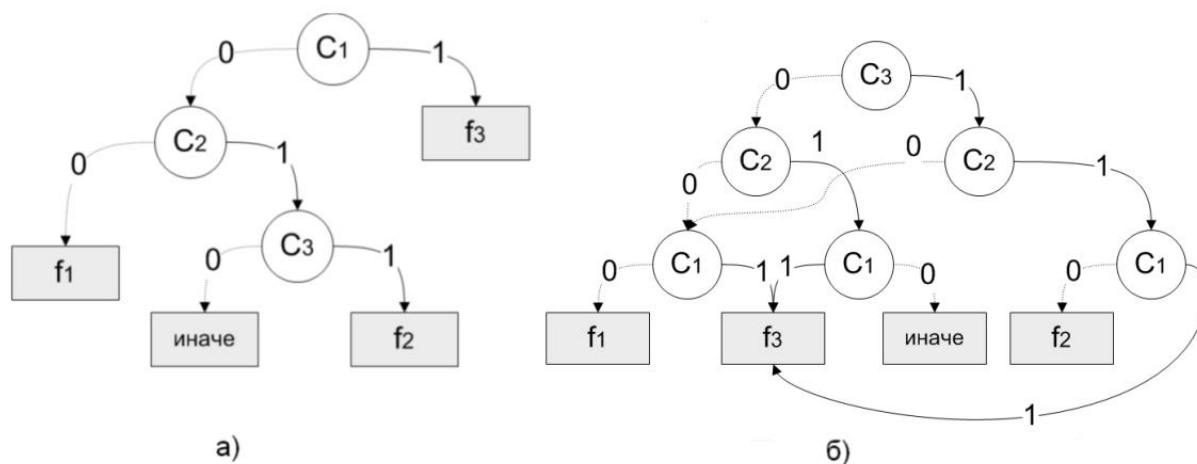 C1
0 1
C2 f3
0 1
f1 C3
0 1
иначе f2
а)
C3
0 1
C2 C2
0 1 0 1
C1 C1 C1
0 1 1 0 0
f1 f3 иначе f2
1
б)